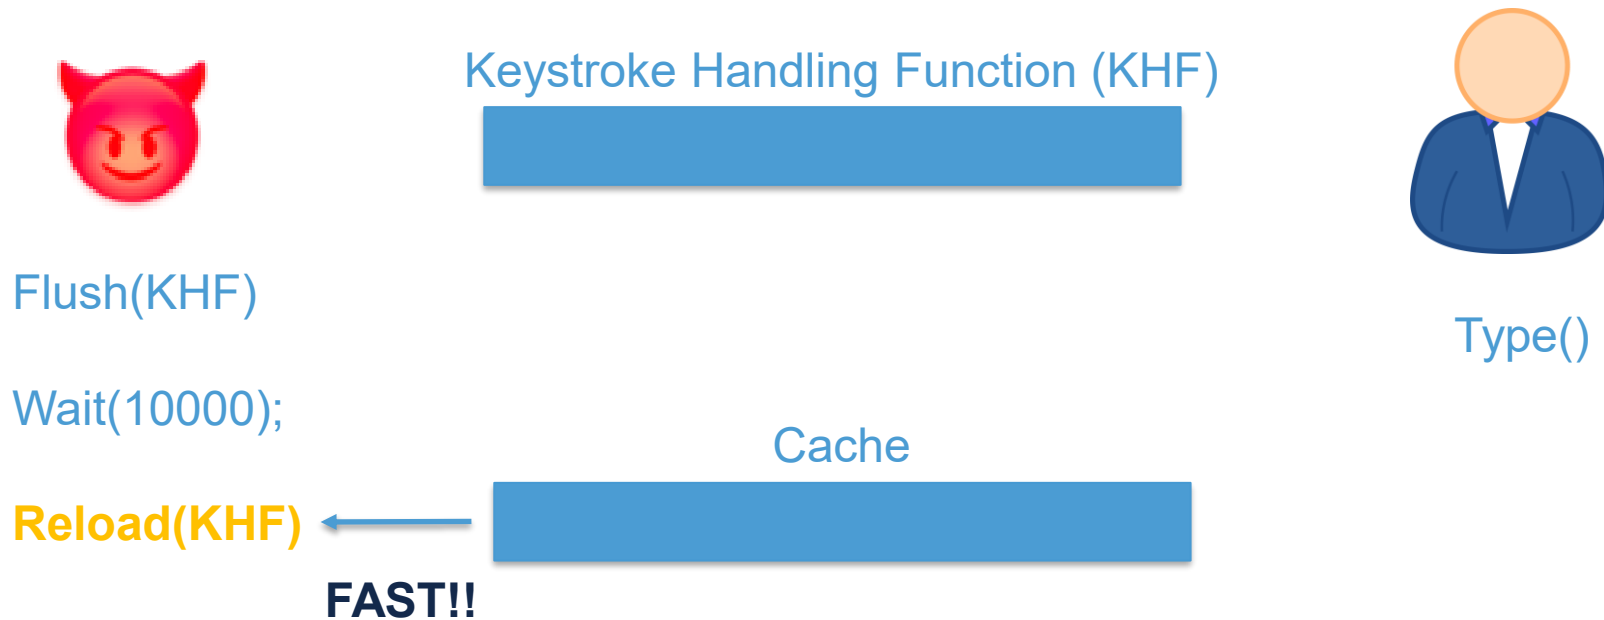 Keystroke Handling Function (KHF)
Flush(KHF)
Type()
Wait(10000);
Cache
Reload(KHF)
FAST!!